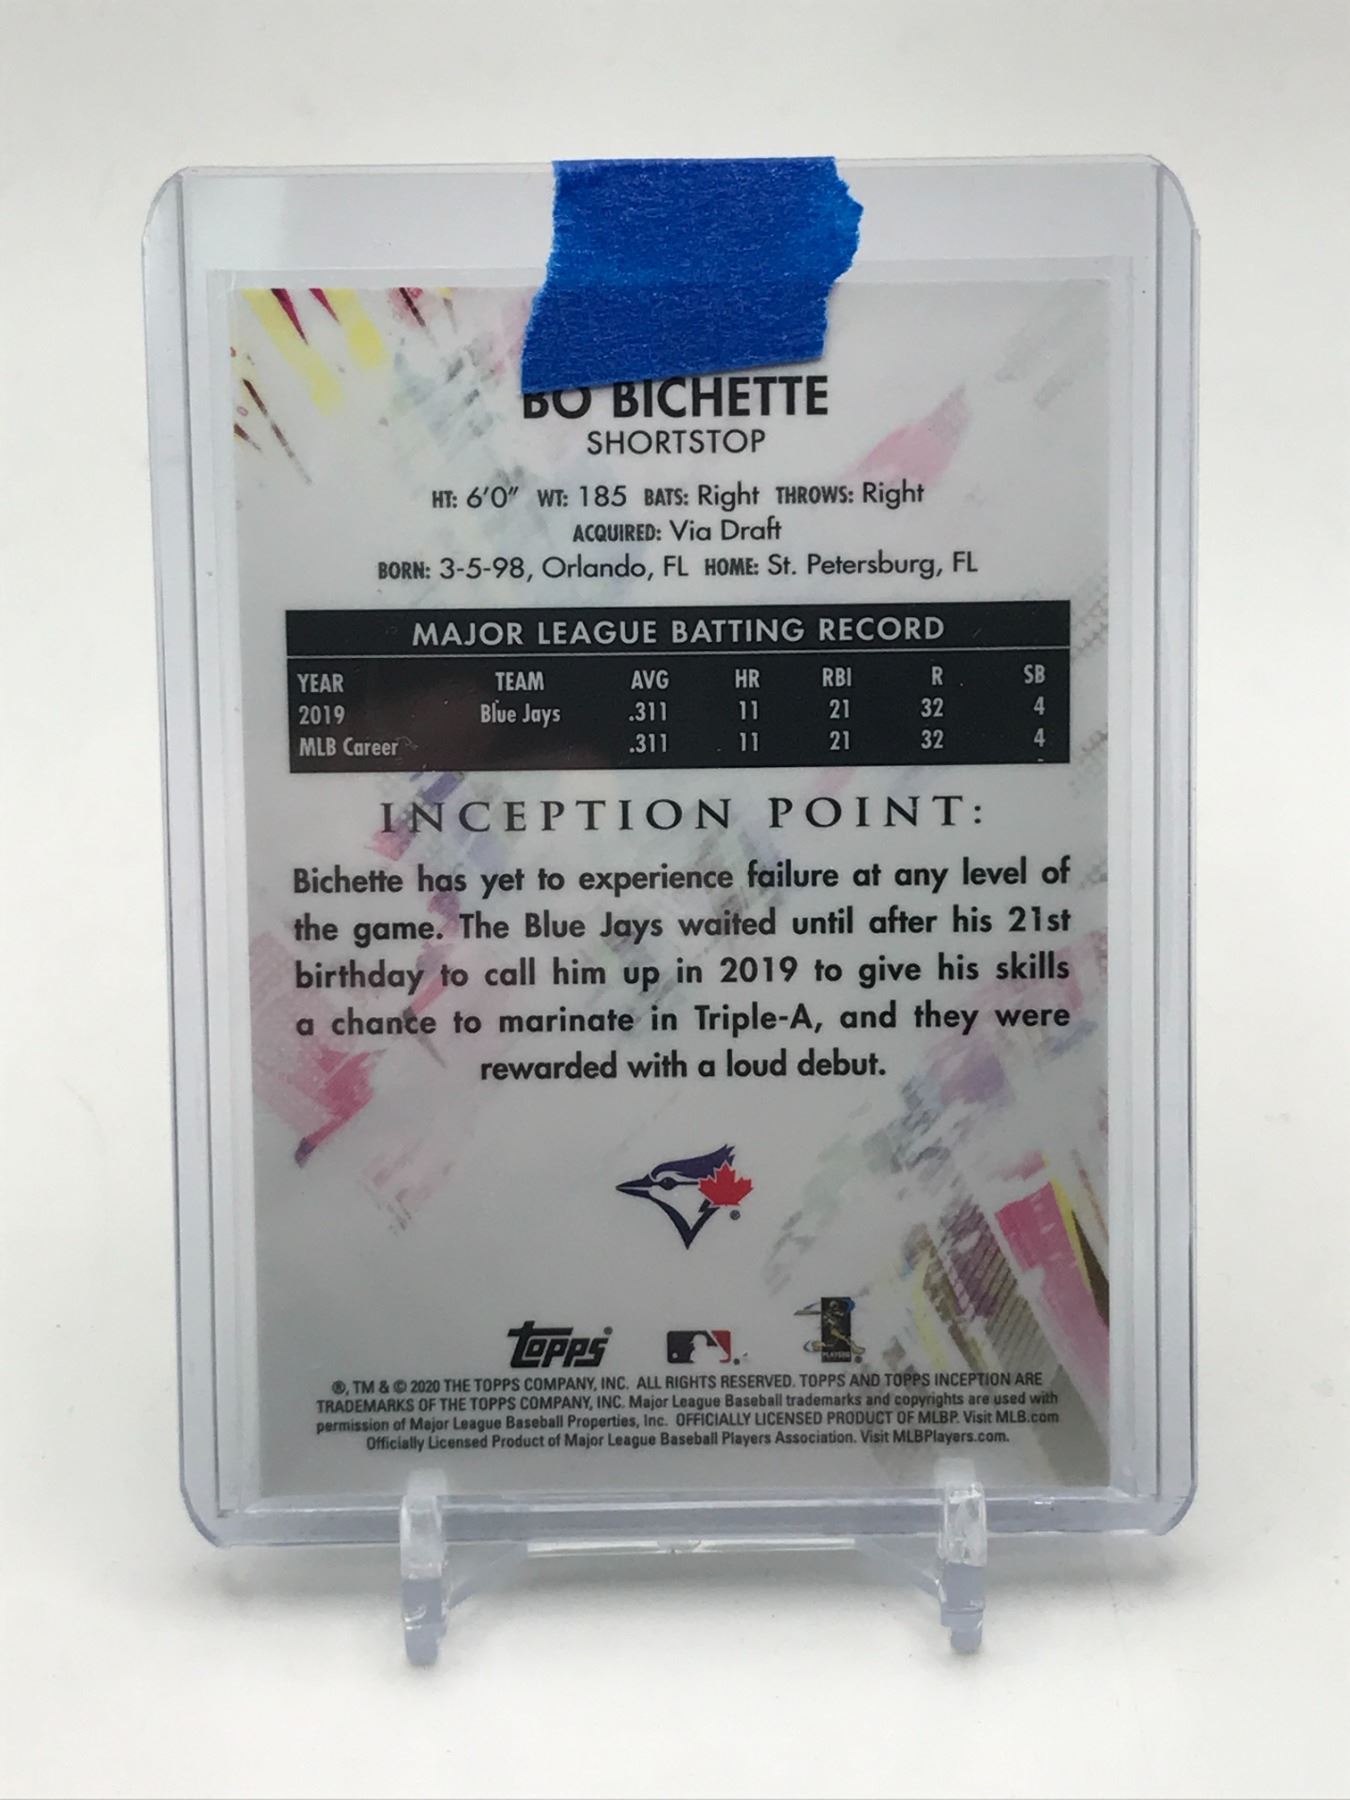 BO BICHETTE
SHORTSTOP
HT: 6'0" WT: 185 BATS: Right THROWS: Right
ACQUIRED: Via Draft
BORN: 3-5-98, Orlando, FL HOME: St. Petersburg, FL
MAJOR LEAGUE BATTING RECORD
YEAR TEAM AVG HR RBI R SB
2019 Blue Jays .311 11 21 32 4
MLB Career .311 11 21 32 4
INCEPTION POINT:
Bichette has yet to experience failure at any level of
the game. The Blue Jays waited until after his 21st
birthday to call him up in 2019 to give his skills
a chance to marinate in Triple-A, and they were
rewarded with a loud debut.
®
topps®
PLAYERS
®, TM & © 2020 THE TOPPS COMPANY, INC. ALL RIGHTS RESERVED. TOPPS AND TOPPS INCEPTION ARE
TRADEMARKS OF THE TOPPS COMPANY, INC. Major League Baseball trademarks and copyrights are used with
permission of Major League Baseball Properties, Inc. OFFICIALLY LICENSED PRODUCT OF MLBP. Visit MLB.com
Officially Licensed Product of Major League Baseball Players Association. Visit MLBPlayers.com.